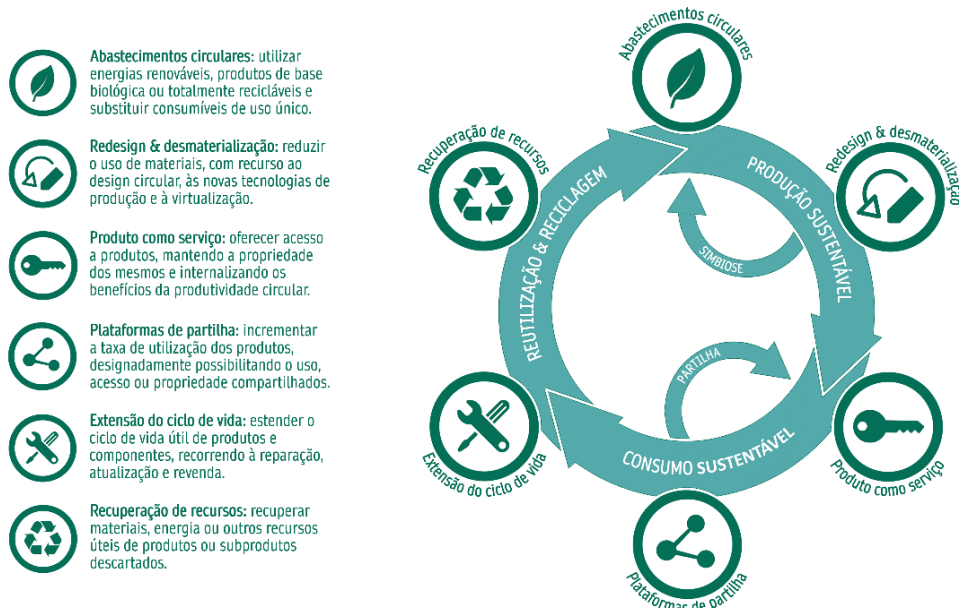 Abastecimentos circulares: utilizar
energias renováveis, produtos de base
biológica ou totalmente recicláveis e
substituir consumíveis de uso único.
Redesign & desmaterialização: reduzir
o uso de materiais, com recurso ao
design circular, às novas tecnologias de
produção e à virtualização.
Produto como serviço: oferecer acesso
a produtos, mantendo a propriedade
dos mesmos e internalizando os
benefícios da produtividade circular.
Plataformas de partilha: incrementar
a taxa de utilização dos produtos,
designadamente possibilitando o uso,
acesso ou propriedade compartilhados.
Extensão do ciclo de vida: estender o
ciclo de vida útil de produtos e
componentes, recorrendo à reparação,
atualização e revenda.
Recuperação de recursos: recuperar
materiais, energia ou outros recursos
úteis de produtos ou subprodutos
descartados.
Abastecimentos circulares
Redesign & desmaterialização
Produto como serviço
Plataformas de partilha
Extensão do ciclo de vida
Recuperação de recursos
PRODUÇÃO SUSTENTÁVEL
CONSUMO SUSTENTÁVEL
REUTILIZAÇÃO & RECICLAGEM
SIMBIOSE
PARTILHA